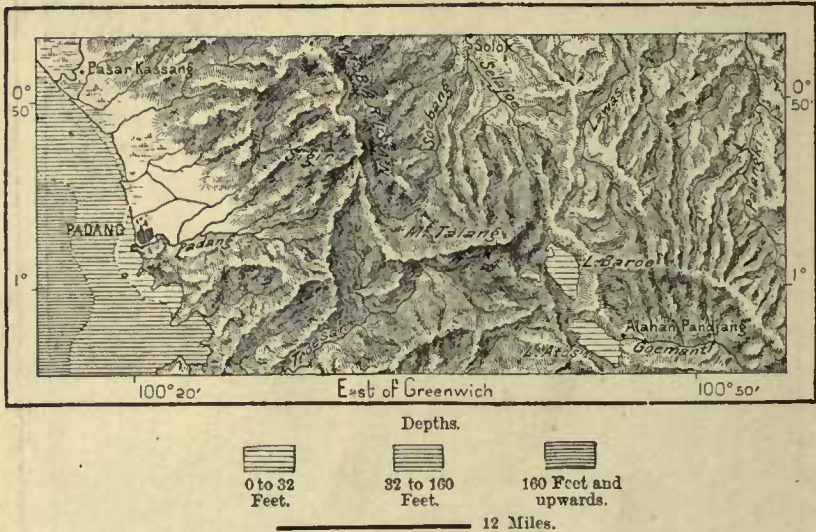 Solok
Pasar Kassang
0°
50'
0°
50'
Selajoe
Soebang
Lawas
PADANG
Padang
Mt. Talang
L. Baroe
1°
1°
Alahan Pandjang
Goemanti
100° 20'
East of Greenwich
100° 50'
Depths.
0 to 32
Feet.
32 to 160
Feet.
160 Feet and
upwards.
12 Miles.